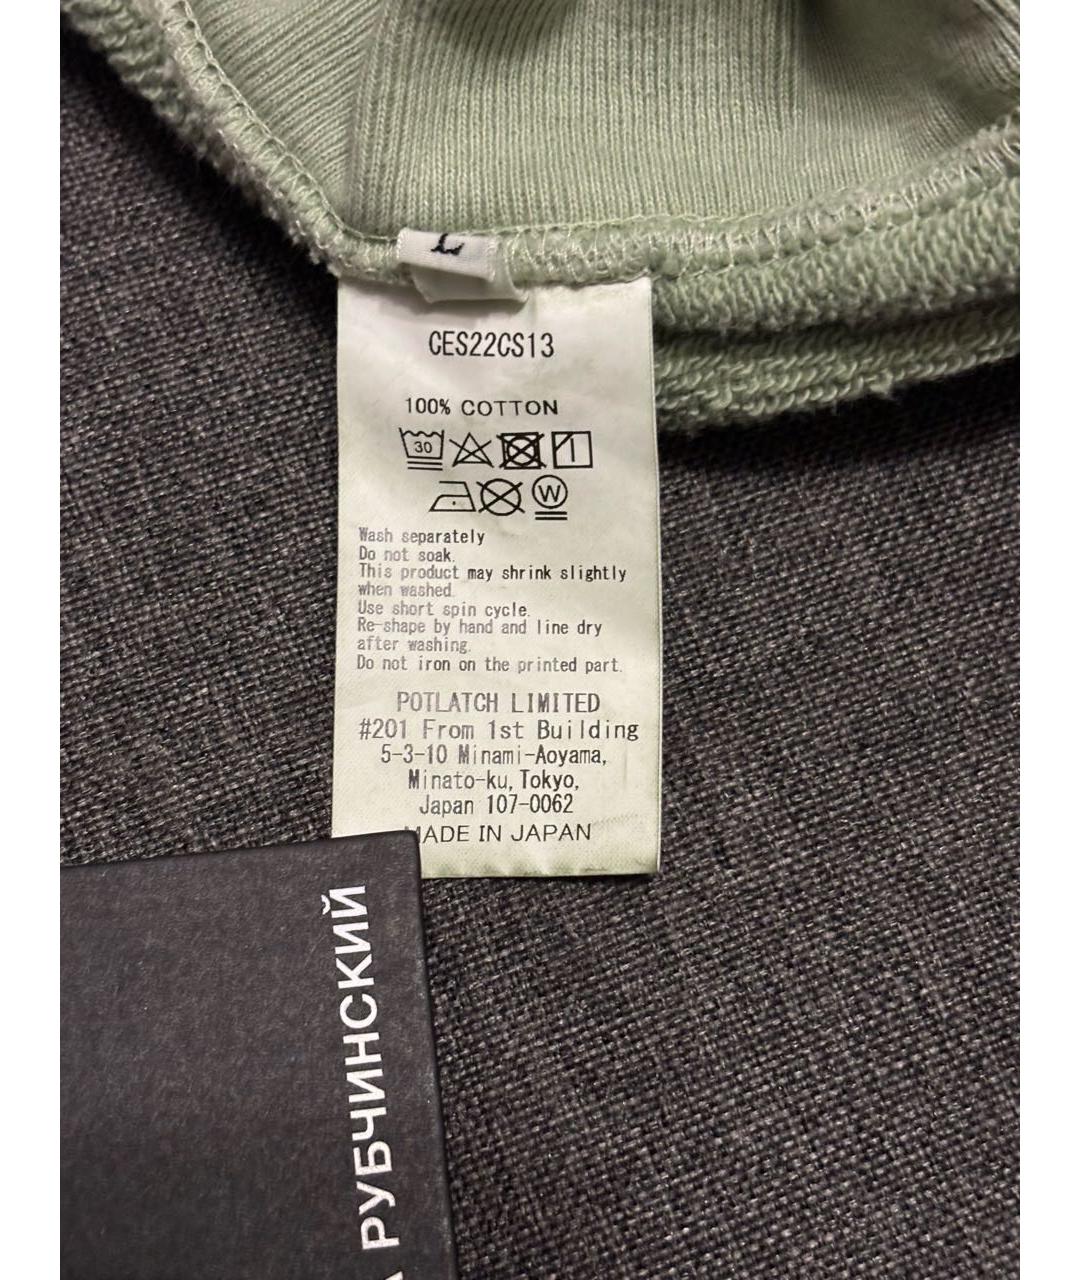 L
CES22CS13
100% COTTON
30
W
Wash separately
Do not soak.
This product may shrink slightly
when washed.
Use short spin cycle.
Re-shape by hand and line dry
after washing.
Do not iron on the printed part.
POTLATCH LIMITED
#201 From 1st Building
5-3-10 Minami-Aoyama,
Minato-ku, Tokyo,
Japan 107-0062
MADE IN JAPAN
РУБЧИНСКИЙ